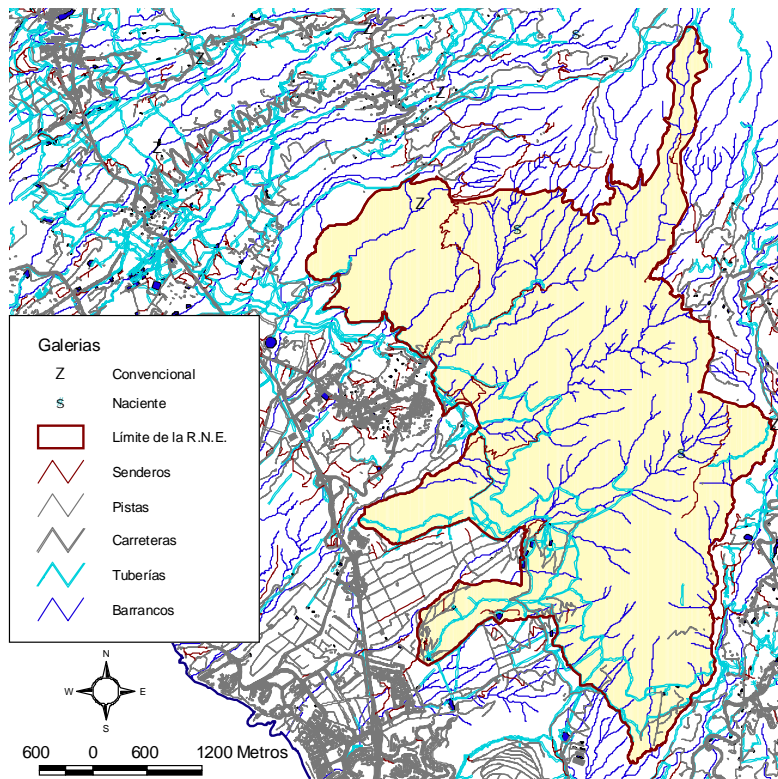 Z
S
Z
Z
Z
S
Z
S
Galerias
Z Convencional
S Naciente
Límite de la R.N.E.
Senderos
Pistas
Carreteras
Tuberías
Barrancos
N
W E
S
600 0 600 1200 Metros